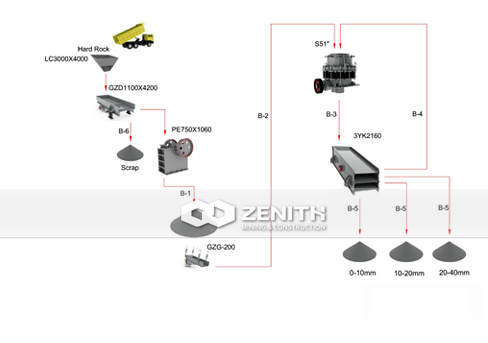 Hard Rock
LC3000X4000
GZD1100X4200
B-6
Scrap
PE750X1060
B-1
GZG-200
B-2
S51"
B-3
B-4
3YK2160
B-5
B-5
B-5
0-10mm
10-20mm
20-40mm
ZENITH
MINING & CONSTRUCTION